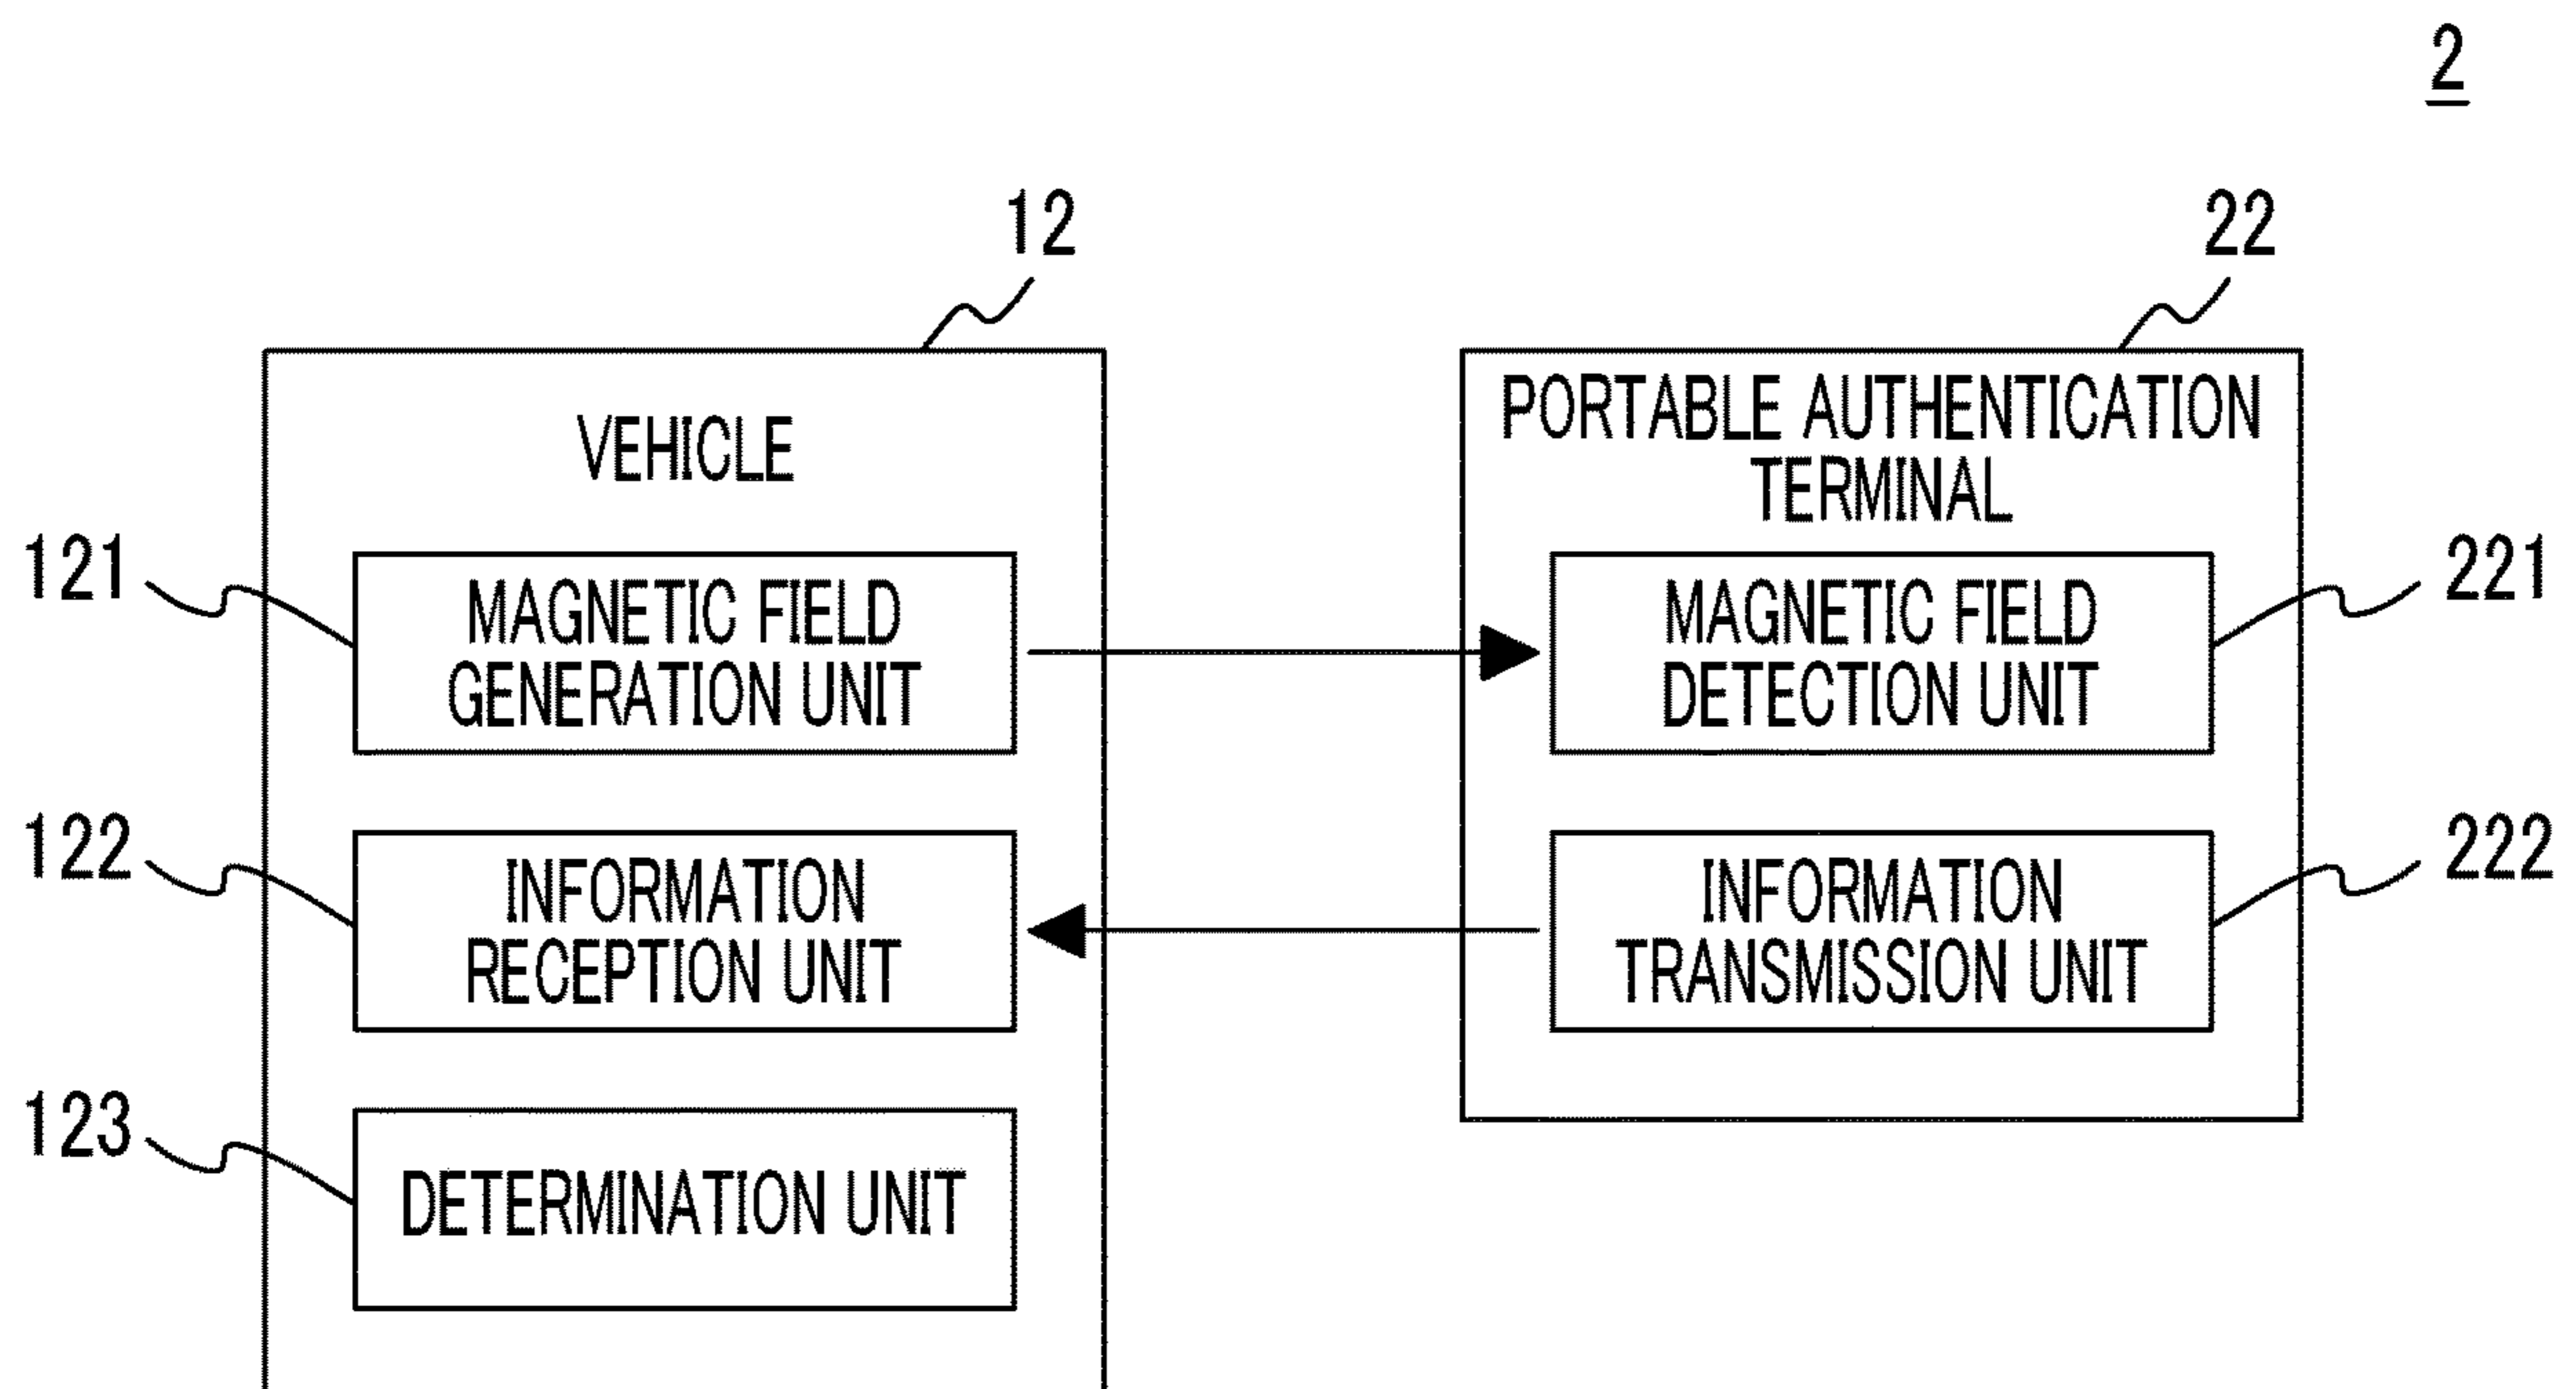 2
12
22
VEHICLE
PORTABLE AUTHENTICATION
TERMINAL
121
MAGNETIC FIELD
GENERATION UNIT
MAGNETIC FIELD
DETECTION UNIT
221
122
INFORMATION
RECEPTION UNIT
INFORMATION
TRANSMISSION UNIT
222
123
DETERMINATION UNIT